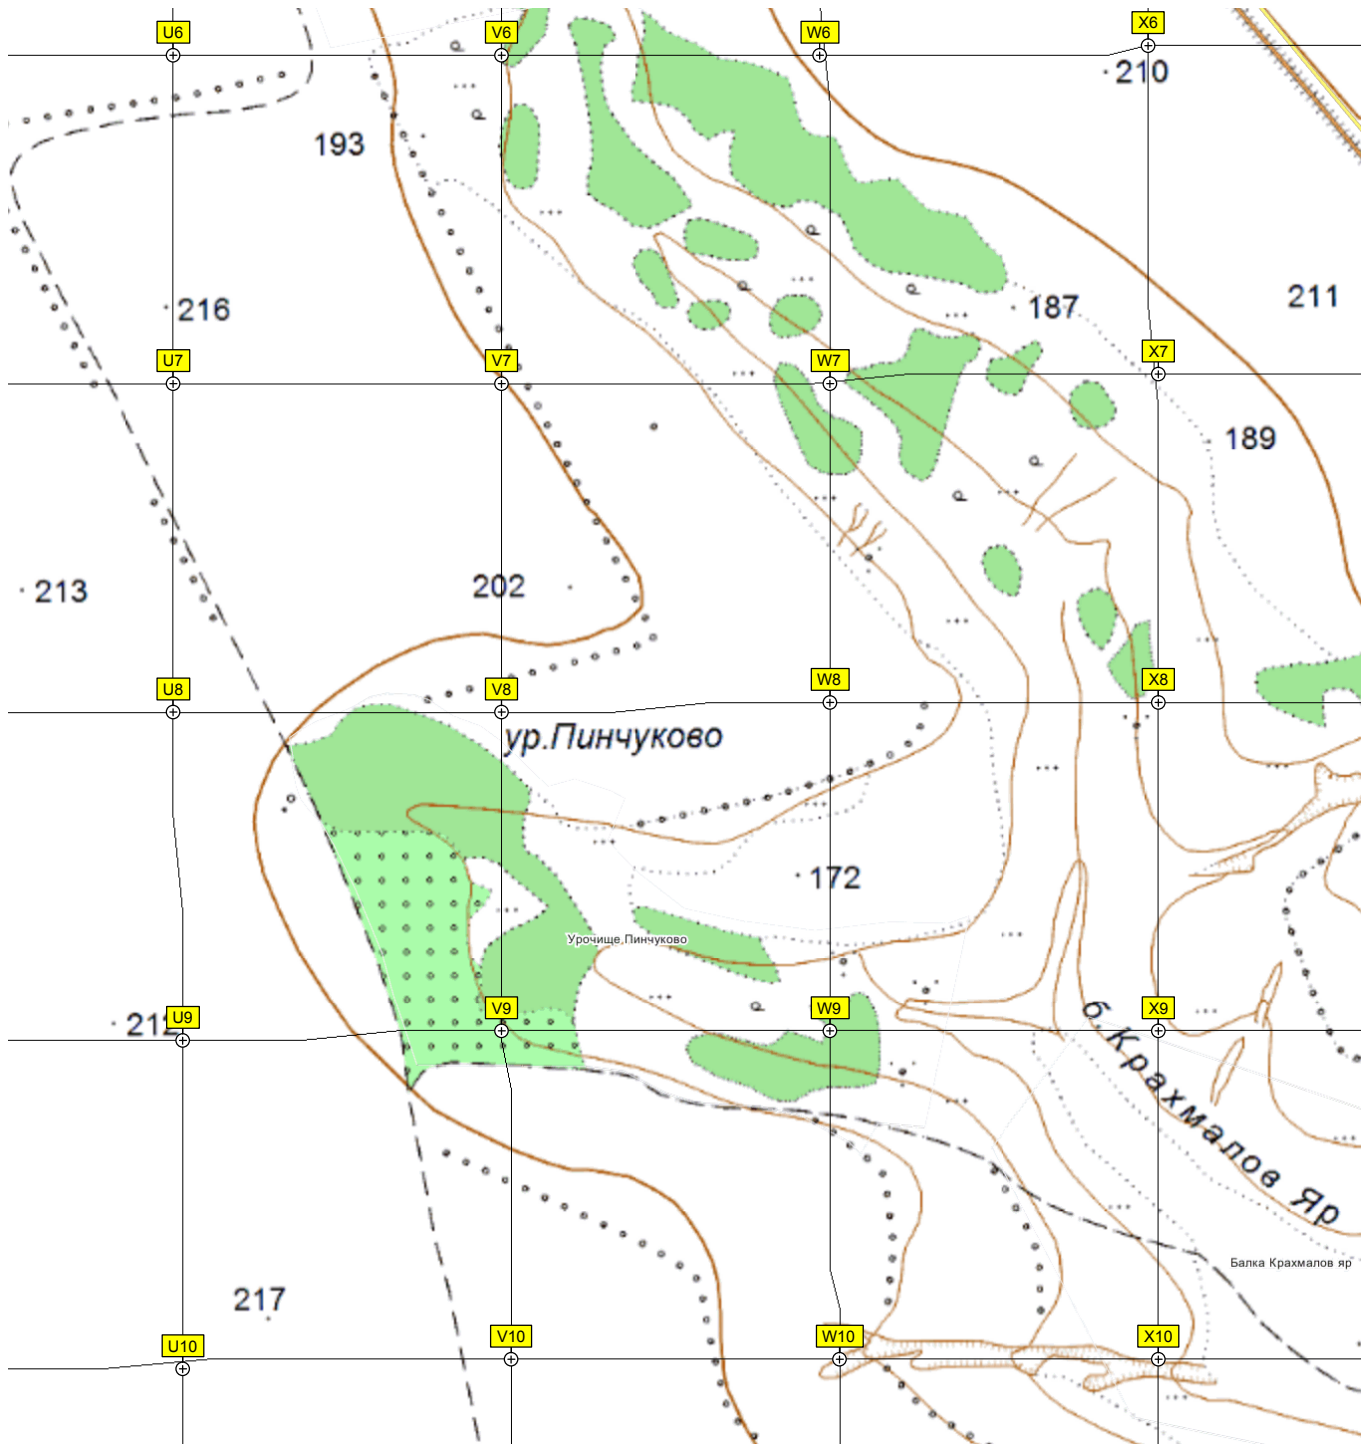 U6
V6
W6
X6
210
193
216
187
211
U7
V7
W7
X7
189
213
202
U8
V8
W8
X8
ур.Пинчуково
172
Урочище Пинчуково
212
U9
V9
W9
X9
б. Крахмалов Яр
Балка Крахмалов яр
217
U10
V10
W10
X10